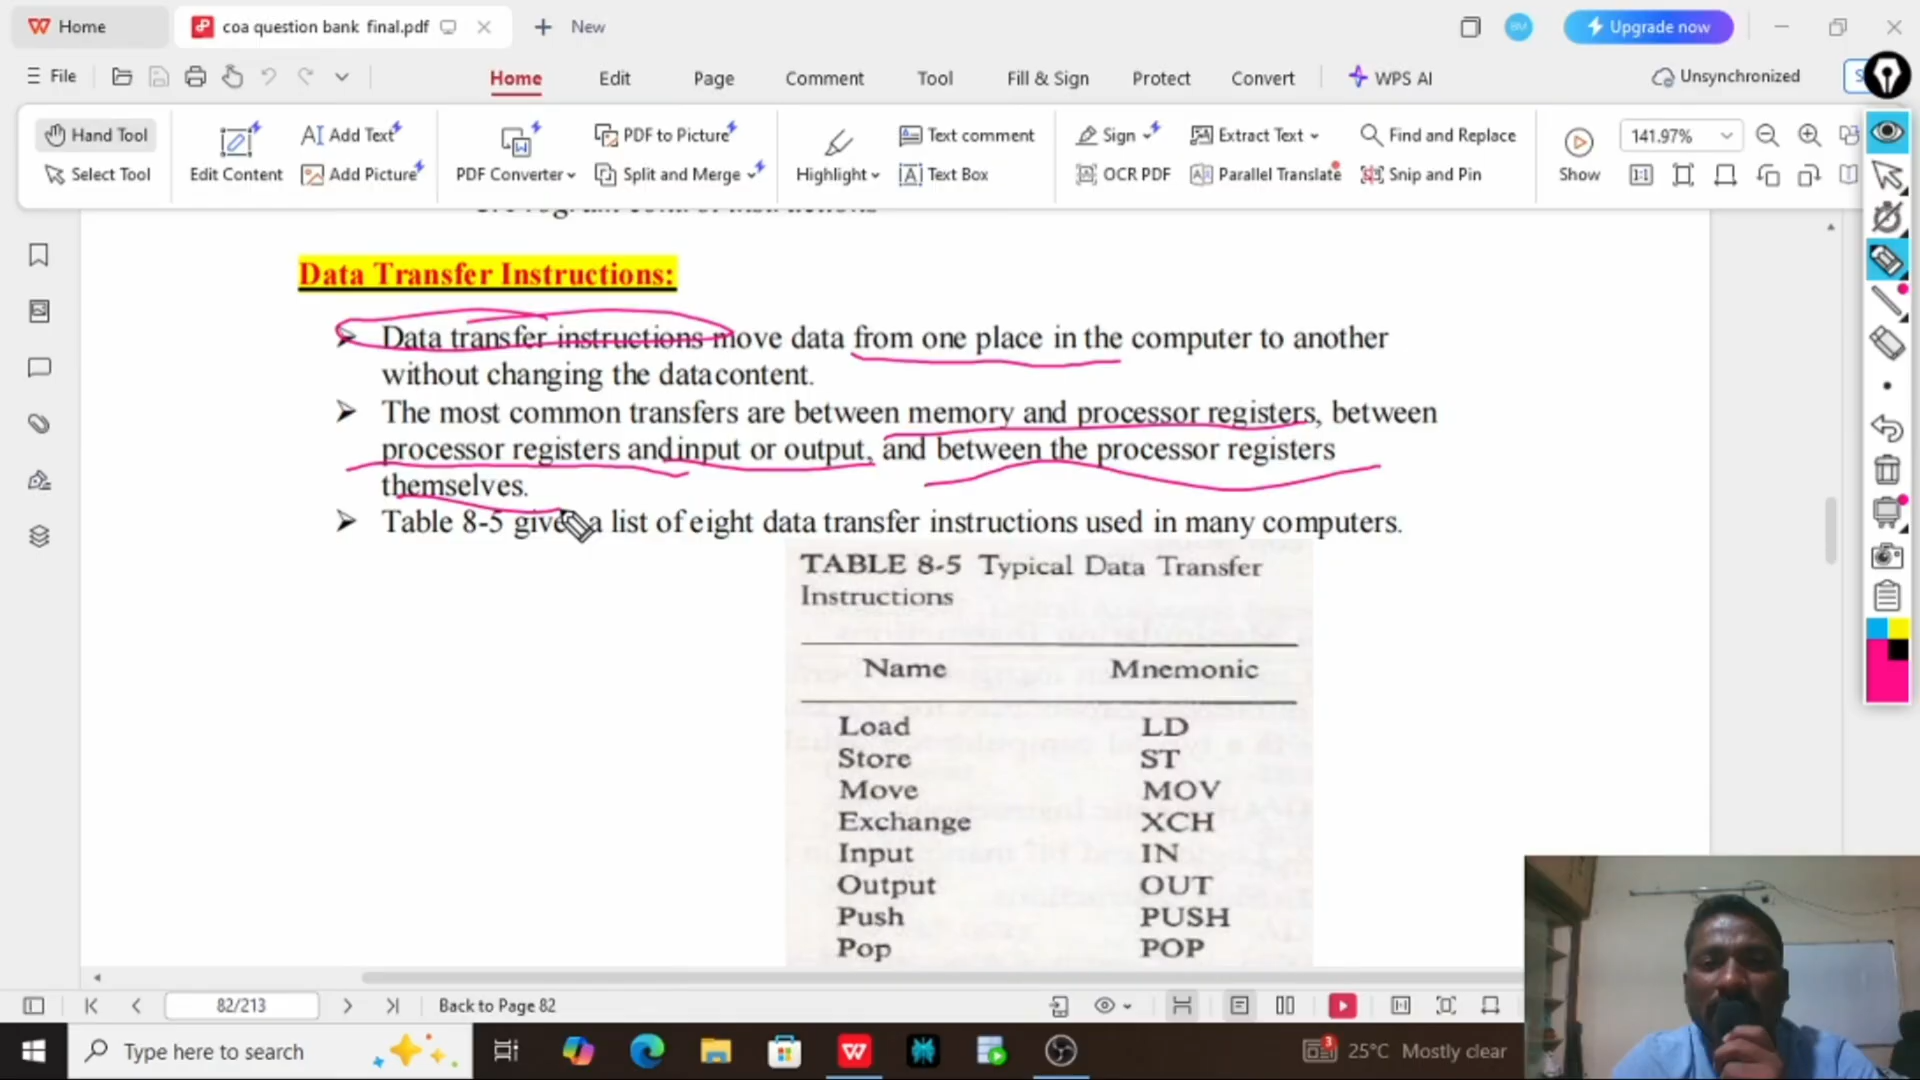 Home
coa question bank final.pdf
New
BM
Upgrade now
File
Home
Edit
Page
Comment
Tool
Fill & Sign
Protect
Convert
WPS AI
Unsynchronized
Hand Tool
Select Tool
Edit Content
Add Text
Add Picture
PDF Converter
PDF to Picture
Split and Merge
Highlight
Text comment
Text Box
Sign
OCR PDF
Extract Text
Parallel Translate
Find and Replace
Snip and Pin
Show
141.97%
1:1
Data Transfer Instructions:
➢ Data transfer instructions move data from one place in the computer to another
without changing the datacontent.
➢ The most common transfers are between memory and processor registers, between
processor registers andinput or output, and between the processor registers
themselves.
➢ Table 8-5 gives a list of eight data transfer instructions used in many computers.
TABLE 8-5 Typical Data Transfer
Instructions
Name Mnemonic
Load LD
Store ST
Move MOV
Exchange XCH
Input IN
Output OUT
Push PUSH
Pop POP
82/213
Back to Page 82
Type here to search
3
25°C Mostly clear